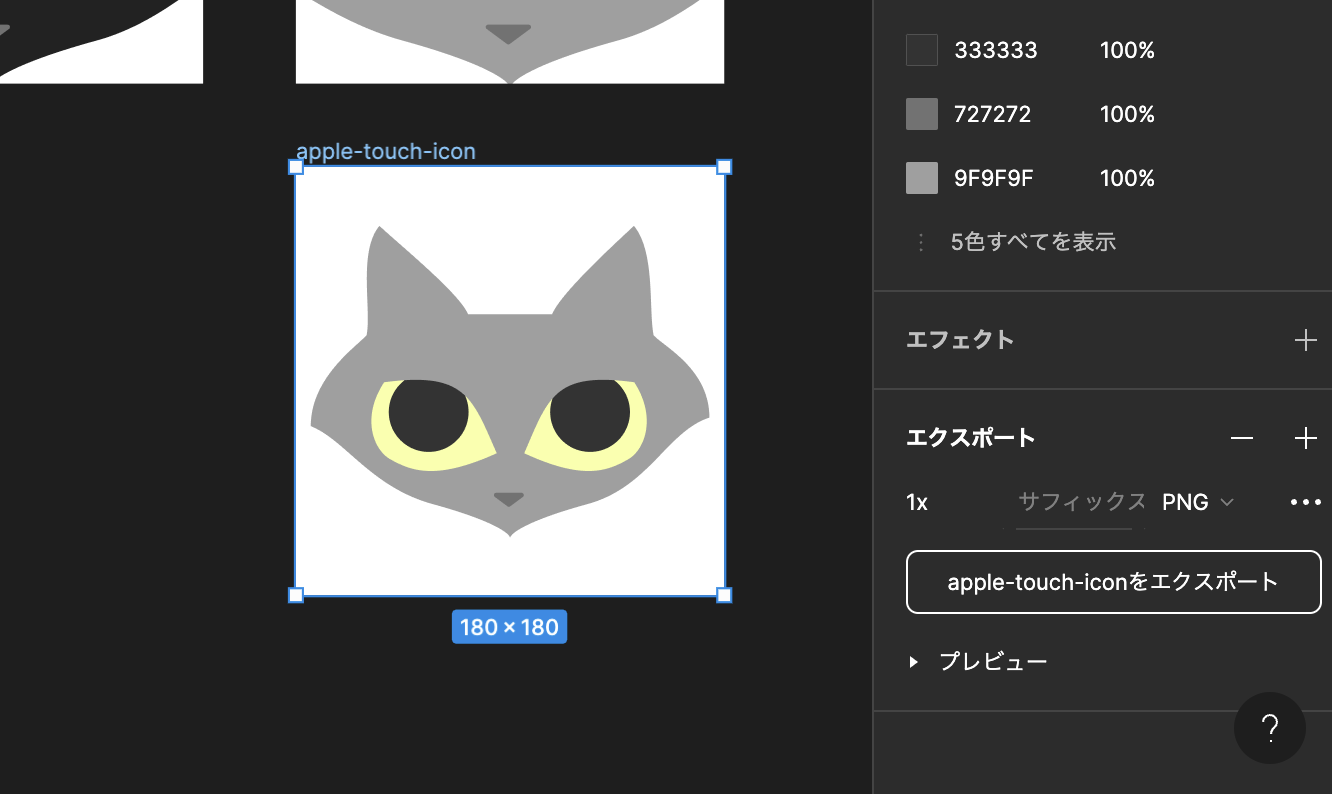 333333 100%
727272 100%
apple-touch-icon
9F9F9F 100%
5色すべてを表示
エフェクト
エクスポート
1x サフィックス PNG
apple-touch-iconをエクスポート
180 × 180
プレビュー
?